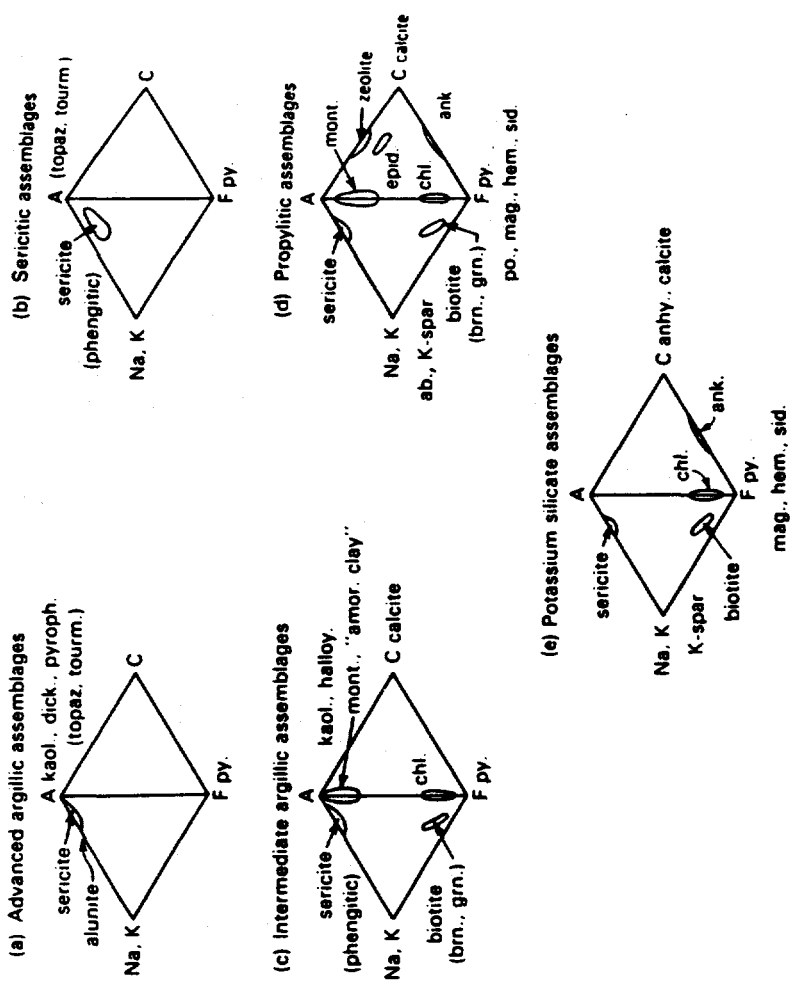 (a) Advanced argillic assemblages
A kaol., dick., pyroph.
(topaz, tourm.)
sericite
alunite
Na, K
C
F py.
(b) Sericitic assemblages
A (topaz, tourm )
sericite
(phengitic)
Na, K
C
F py.
(c) Intermediate argillic assemblages
A
kaol., halloy.
mont., "amor. clay"
sericite
(phengitic)
Na, K
C calcite
chl.
biotite
(brn., grn.)
F py.
(d) Propylitic assemblages
A
mont.
zeolite
sericite
epid.
Na, K
ab., K-spar
C calcite
chl.
ank
biotite
(brn., grn.)
F py.
po., mag., hem., sid.
(e) Potassium silicate assemblages
A
sericite
Na, K
K-spar
C anhy., calcite
chl.
ank.
biotite
F py.
mag., hem., sid.